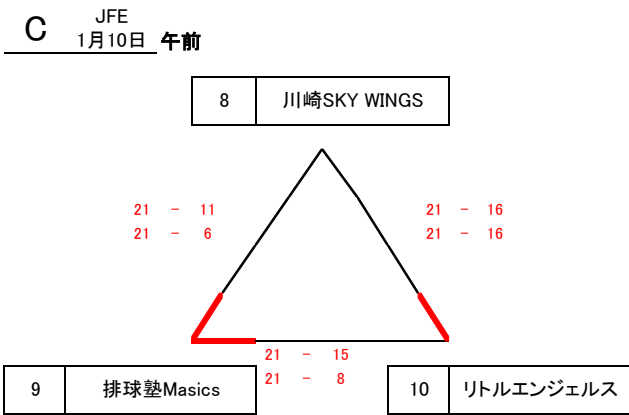 C JFE
1月10日 午前
8 川崎SKY WINGS
21 - 11 21 - 16
21 - 6 21 - 16
21 - 15
21 - 8
9 排球塾Masics 10 リトルエンジェルス